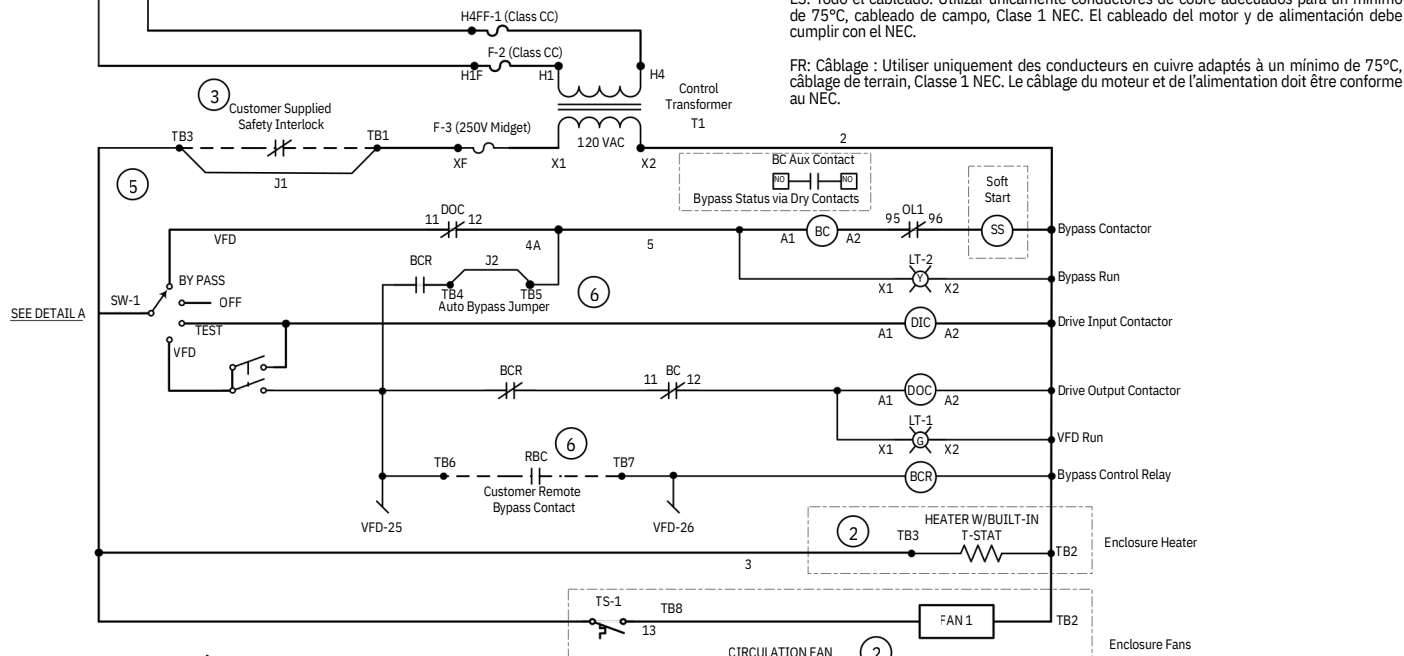 ES: Todo el cableado: Utilizar únicamente conductores de cobre adecuados para un mínimo
de 75°C, cableado de campo, Clase 1 NEC. El cableado del motor y de alimentación debe
cumplir con el NEC.
FR: Câblage : Utiliser uniquement des conducteurs en cuivre adaptés à un mínimo de 75°C,
câblage de terrain, Classe 1 NEC. Le câblage du moteur et de l'alimentation doit être conforme
au NEC.
H4FF-1 (Class CC)
F-2 (Class CC)
H1F
H1
H4
Control
Transformer
T1
3
Customer Supplied
Safety Interlock
TB3
TB1
F-3 (250V Midget)
120 VAC
2
XF
X1
X2
J1
5
BC Aux Contact
NO
NO
Bypass Status via Dry Contacts
Soft
Start
DOC
11
12
VFD
4A
5
A1
BC
A2
OL1
95
96
SS
Bypass Contactor
BCR
J2
TB4
TB5
Auto Bypass Jumper
6
LT-2
X1
Y
X2
Bypass Run
SEE DETAIL A
SW-1
BY PASS
OFF
TEST
VFD
A1
DIC
A2
Drive Input Contactor
BCR
BC
11
12
A1
DOC
A2
Drive Output Contactor
LT-1
X1
G
X2
VFD Run
6
TB6
RBC
TB7
Customer Remote
Bypass Contact
BCR
Bypass Control Relay
VFD-25
VFD-26
2
HEATER W/BUILT-IN
T-STAT
TB3
TB2
Enclosure Heater
3
TS-1
TB8
13
FAN 1
TB2
Enclosure Fans
CIRCULATION FAN
2